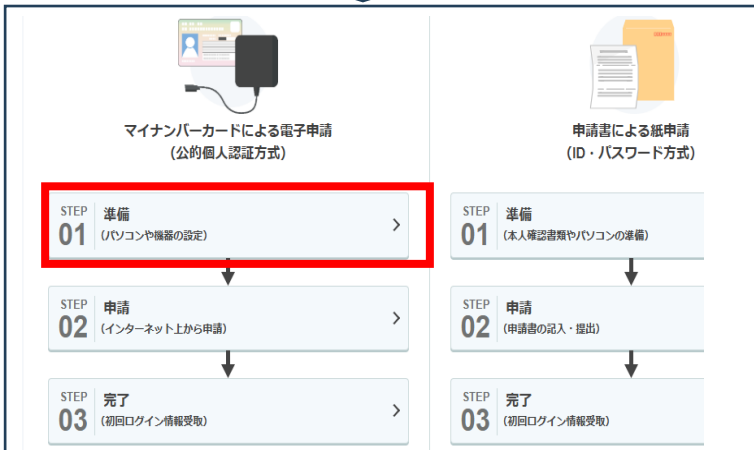 マイナンバーカードによる電子申請
(公的個人認証方式)
STEP 01 準備
(パソコンや機器の設定)
STEP 02 申請
(インターネット上から申請)
STEP 03 完了
(初回ログイン情報受取)
申請書による紙申請
(ID・パスワード方式)
STEP 01 準備
(本人確認書類やパソコンの準備)
STEP 02 申請
(申請書の記入・提出)
STEP 03 完了
(初回ログイン情報受取)